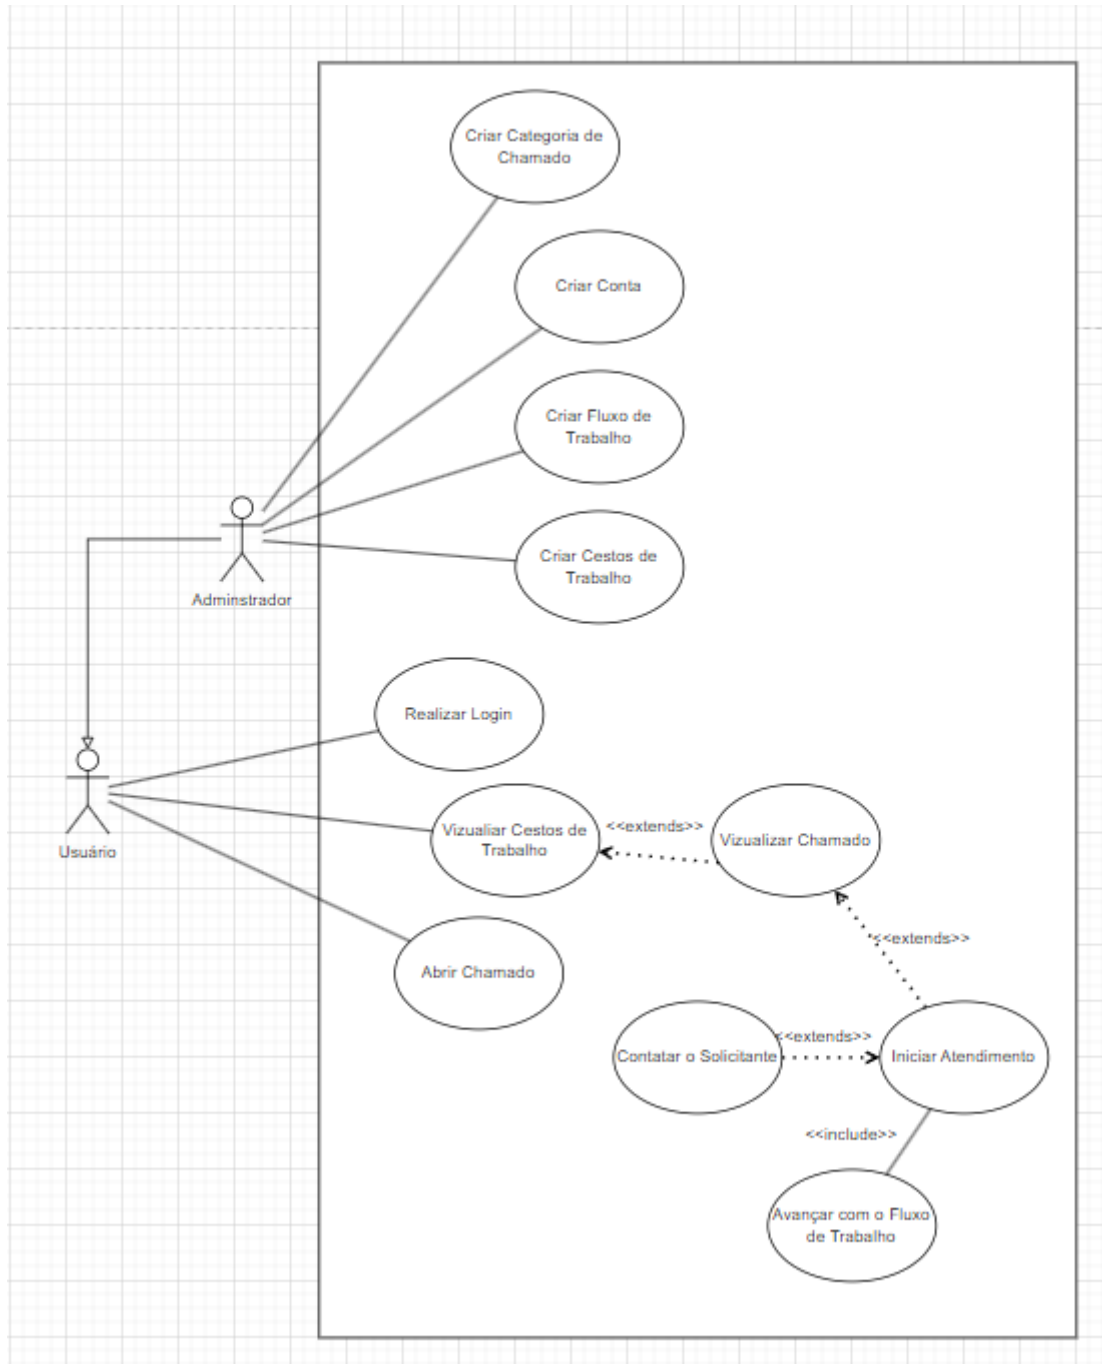 Criar Categoria de
Chamado
Criar Conta
Criar Fluxo de
Trabalho
Criar Cestos de
Trabalho
Adminstrador
Realizar Login
Vizualiar Cestos de
Trabalho
<<extends>>
Vizualizar Chamado
Usuário
<<extends>>
Abrir Chamado
Contatar o Solicitante
<<extends>>
Iniciar Atendimento
<<include>>
Avançar com o Fluxo
de Trabalho